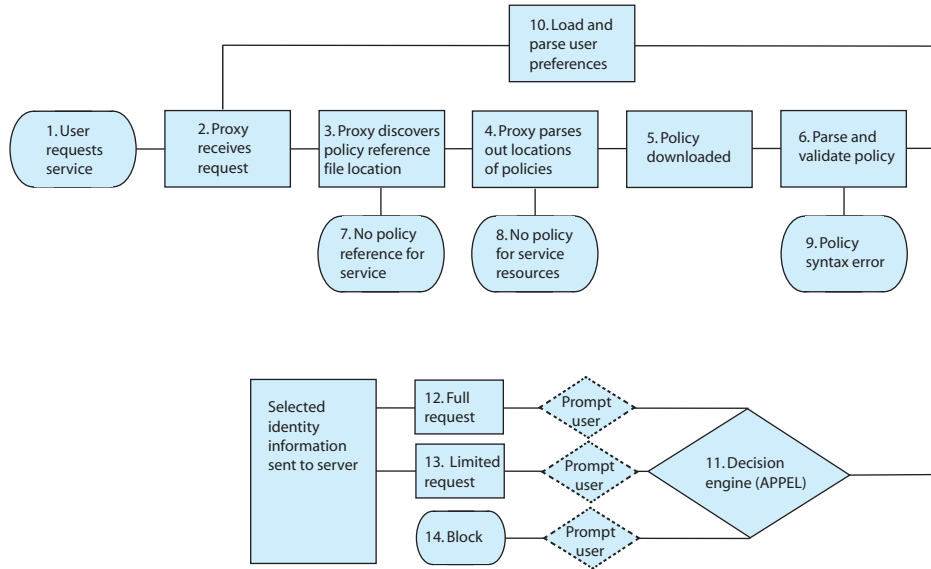 10. Load and
parse user
preferences
1. User
requests
service
2. Proxy
receives
request
3. Proxy discovers
policy reference
file location
4. Proxy parses
out locations
of policies
5. Policy
downloaded
6. Parse and
validate policy
7. No policy
reference for
service
8. No policy
for service
resources
9. Policy
syntax error
Selected
identity
information
sent to server
12. Full
request
Prompt
user
13. Limited
request
Prompt
user
11. Decision
engine (APPEL)
14. Block
Prompt
user